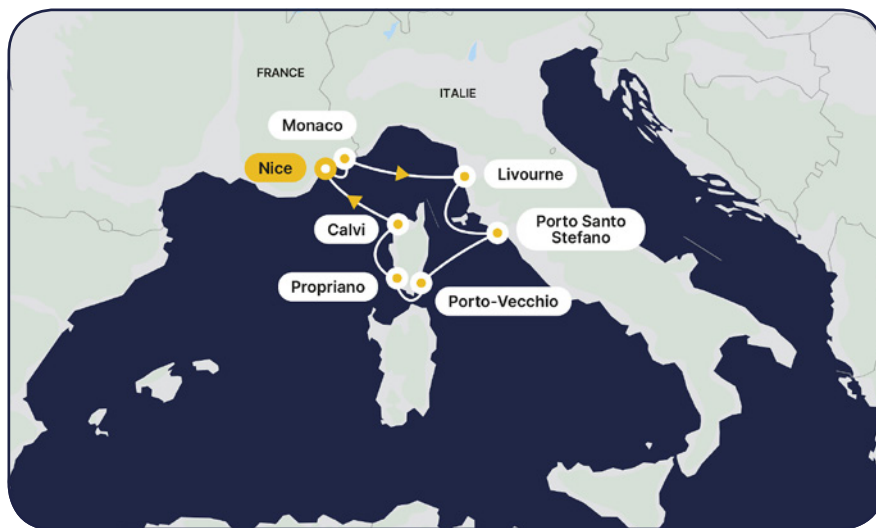 FRANCE
ITALIE
Monaco
Nice
Livourne
Calvi
Porto Santo
Stefano
Propriano
Porto-Vecchio